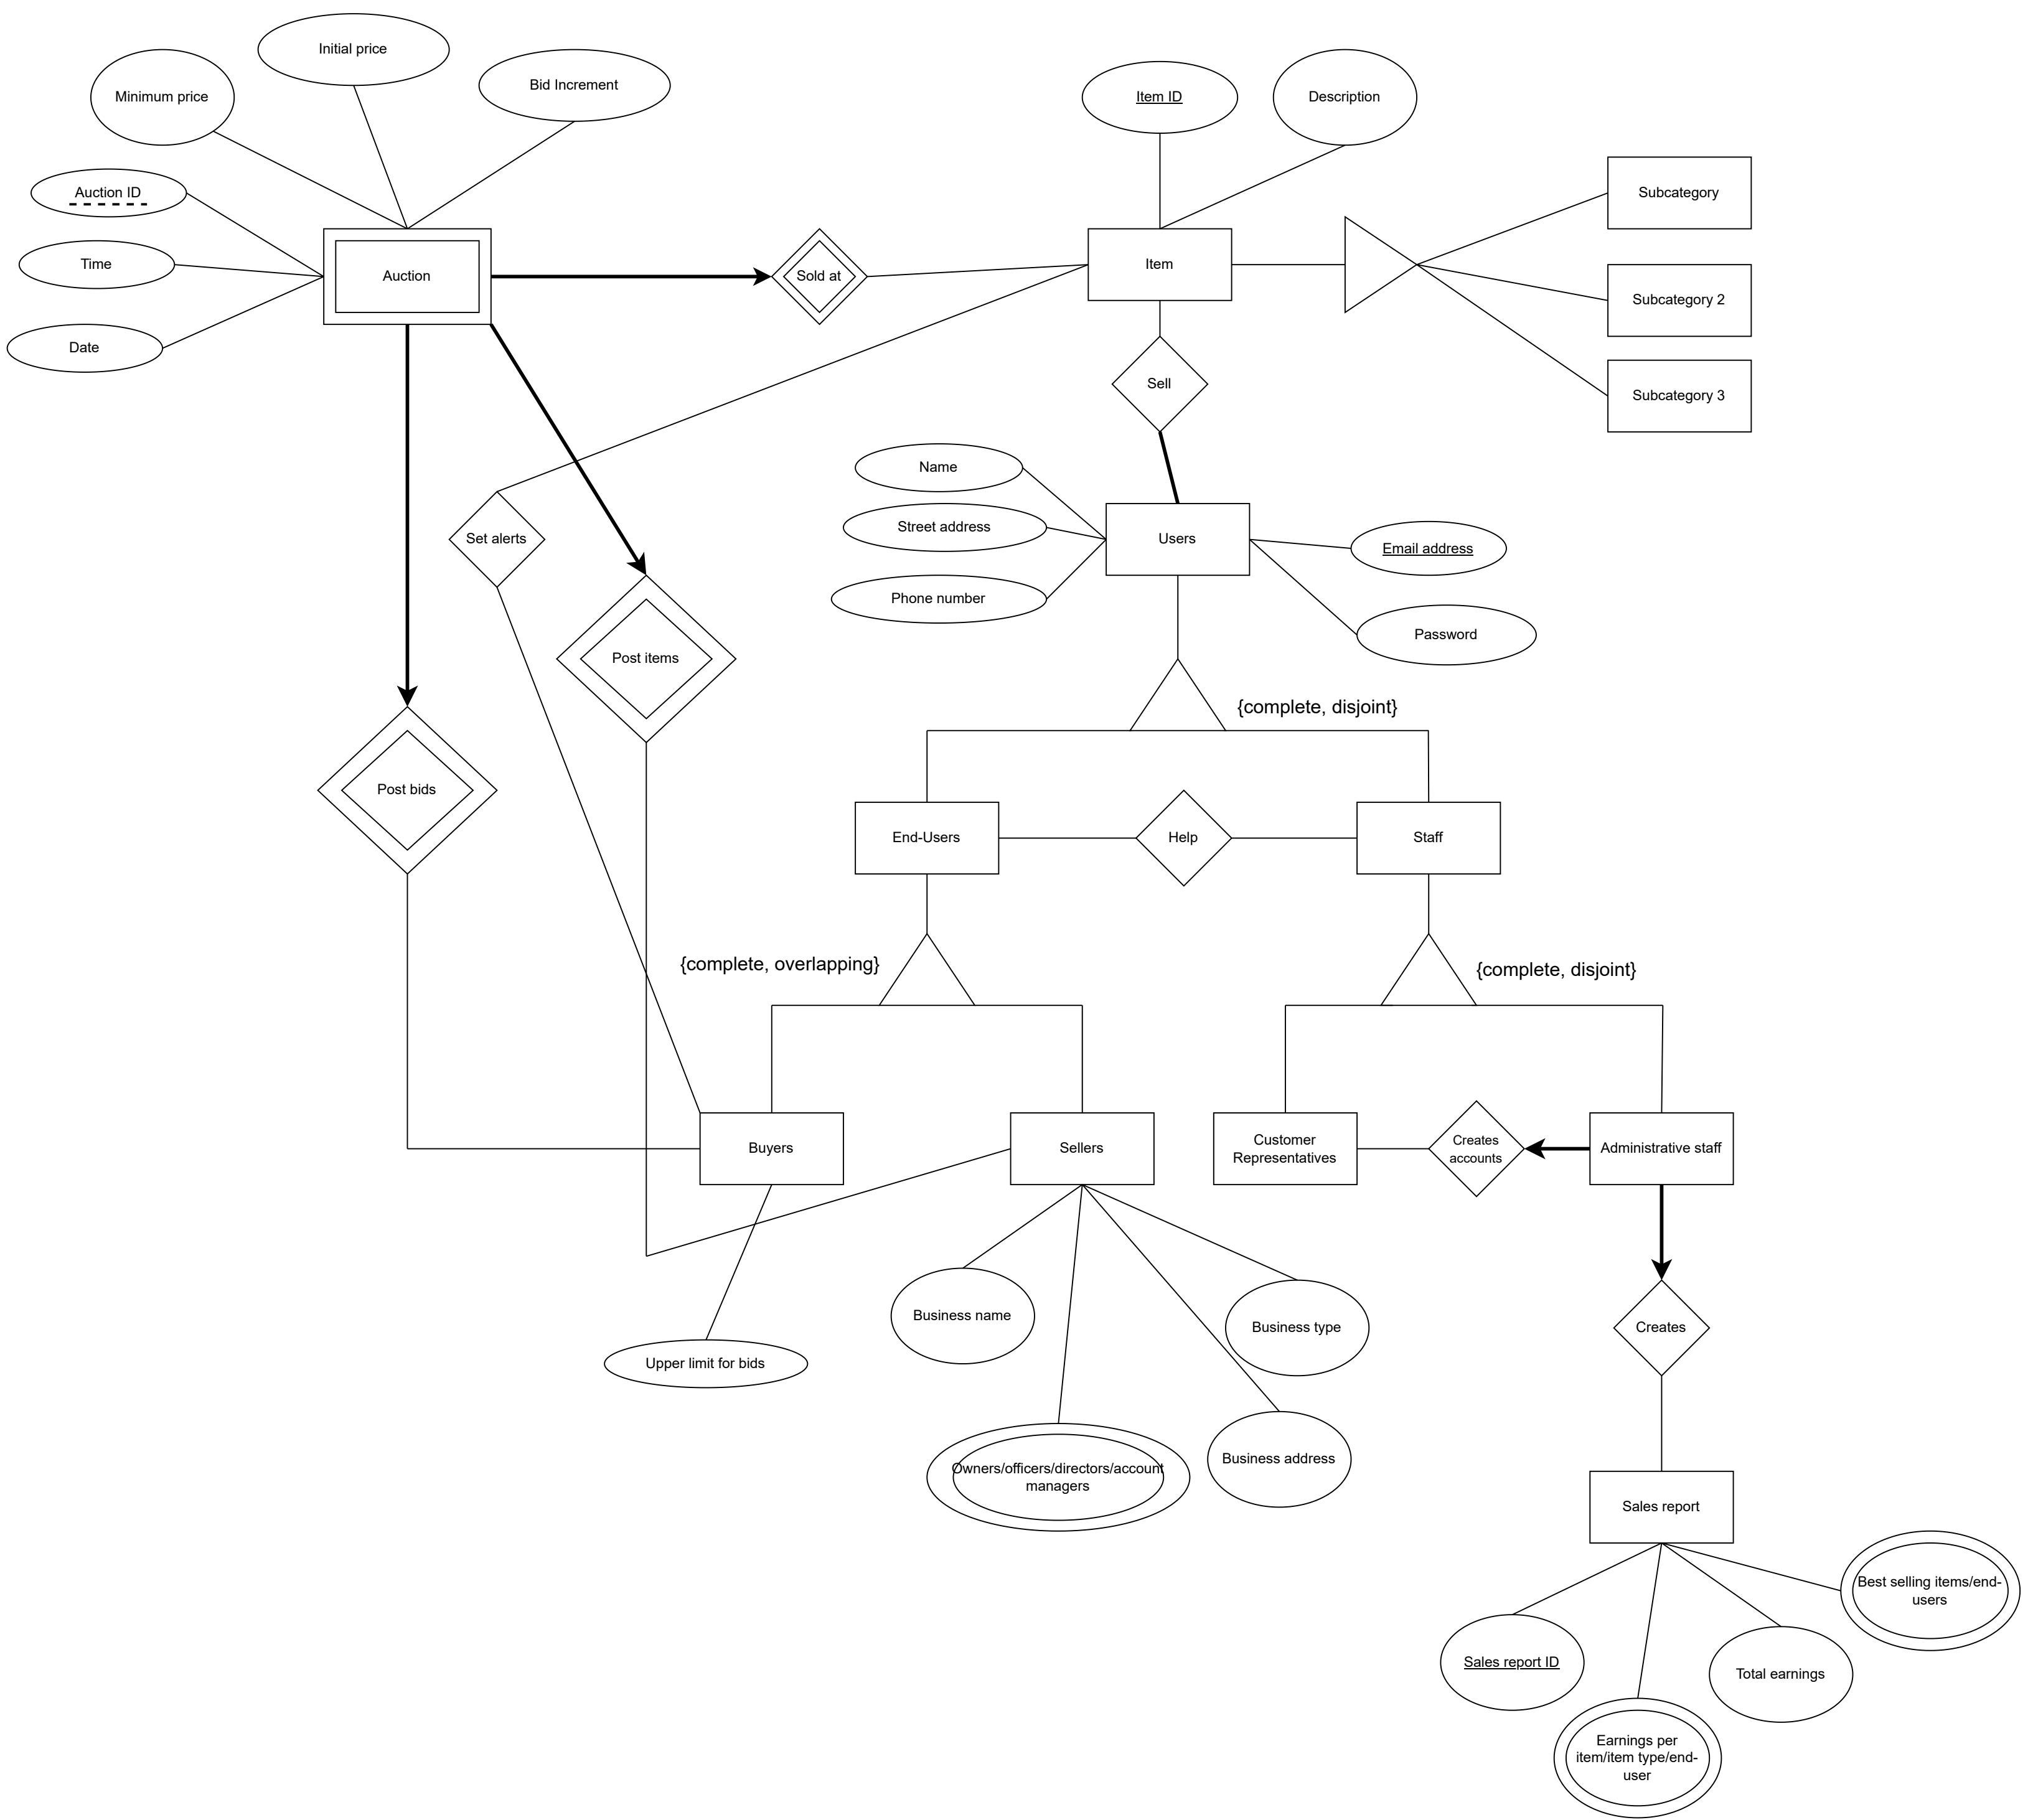 Initial price
Minimum price
Bid Increment
Item ID
Description
Auction ID
Subcategory
Time
Auction
Sold at
Item
Subcategory 2
Date
Sell
Subcategory 3
Name
Street address
Set alerts
Users
Email address
Phone number
Password
Post items
{complete, disjoint}
Post bids
End-Users
Help
Staff
{complete, overlapping}
{complete, disjoint}
Buyers
Sellers
Customer
Representatives
Creates
accounts
Administrative staff
Business name
Business type
Creates
Upper limit for bids
Business address
Owners/officers/directors/account
managers
Sales report
Best selling items/end-
users
Sales report ID
Total earnings
Earnings per
item/item type/end-
user